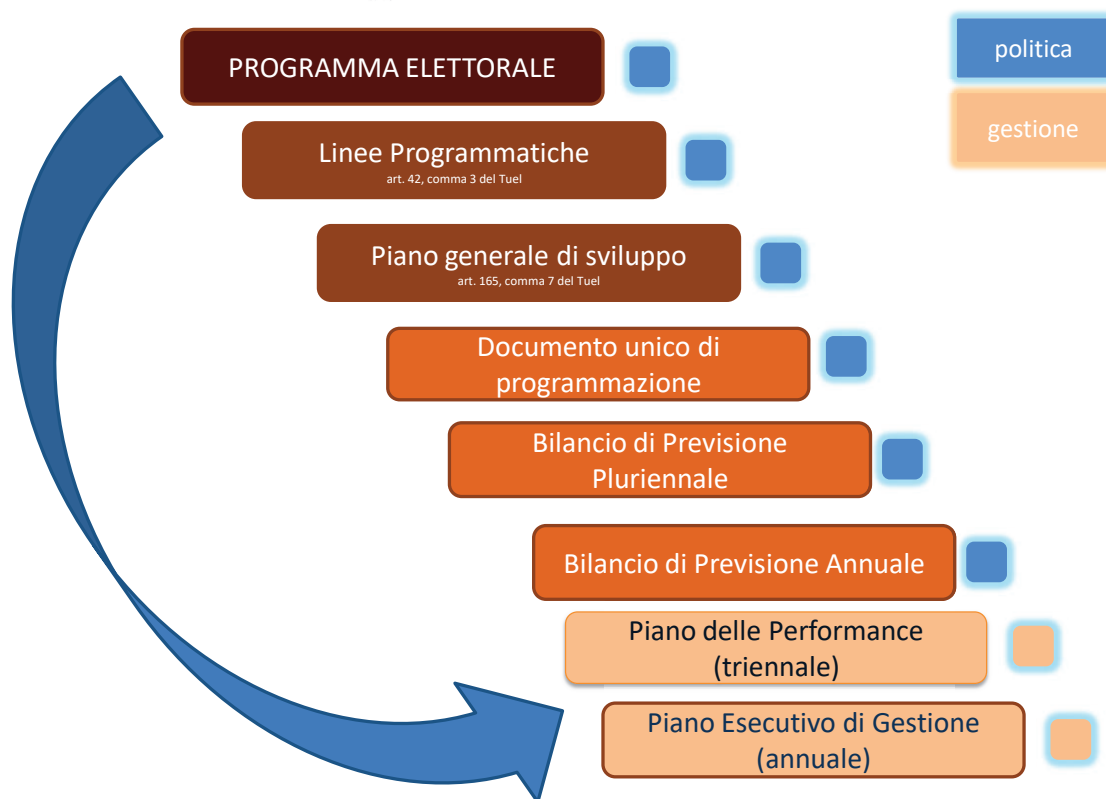 PROGRAMMA ELETTORALE
politica
gestione
Linee Programmatiche
art. 42, comma 3 del Tuel
Piano generale di sviluppo
art. 165, comma 7 del Tuel
Documento unico di
programmazione
Bilancio di Previsione
Pluriennale
Bilancio di Previsione Annuale
Piano delle Performance
(triennale)
Piano Esecutivo di Gestione
(annuale)